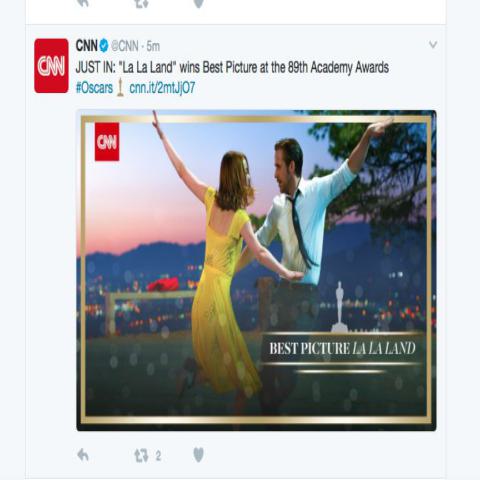 CNN @CNN · 5m
CNN
JUST IN: "La La Land" wins Best Picture at the 89th Academy Awards
#Oscars cnn.it/2mtJjO7
CNN
BEST PICTURE LA LA LAND
2